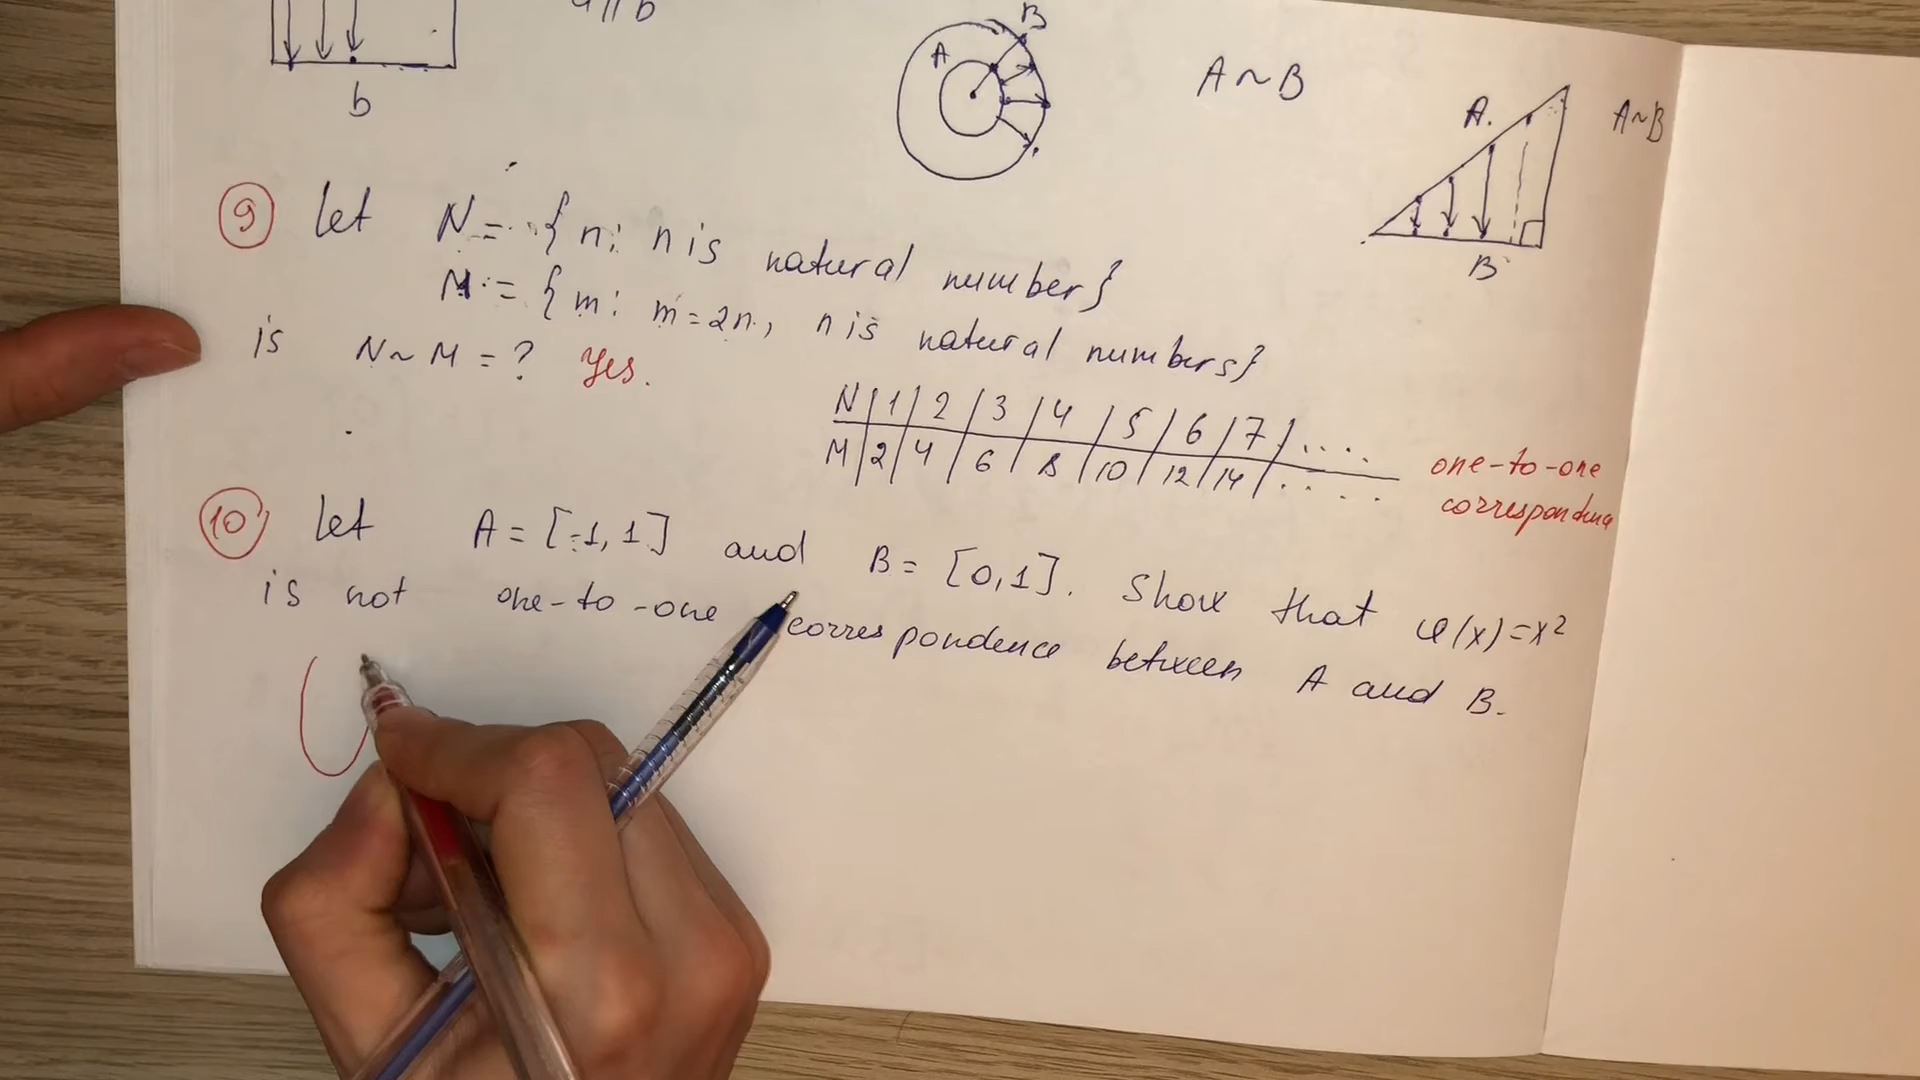 a || b
b
A
B
A ~ B
A.
A~B
B
9 Let N = { n: n is natural number}
M = { m: m = 2n, n is natural numbers}
is N ~ M = ? Yes.
N | 1 | 2 | 3 | 4 | 5 | 6 | 7 | ....
M | 2 | 4 | 6 | 8 | 10 | 12 | 14 | ....
one-to-one
correspondence
10 Let A = [-1, 1] and B = [0, 1]. Show that φ(x) = x²
is not one-to-one correspondence between A and B.